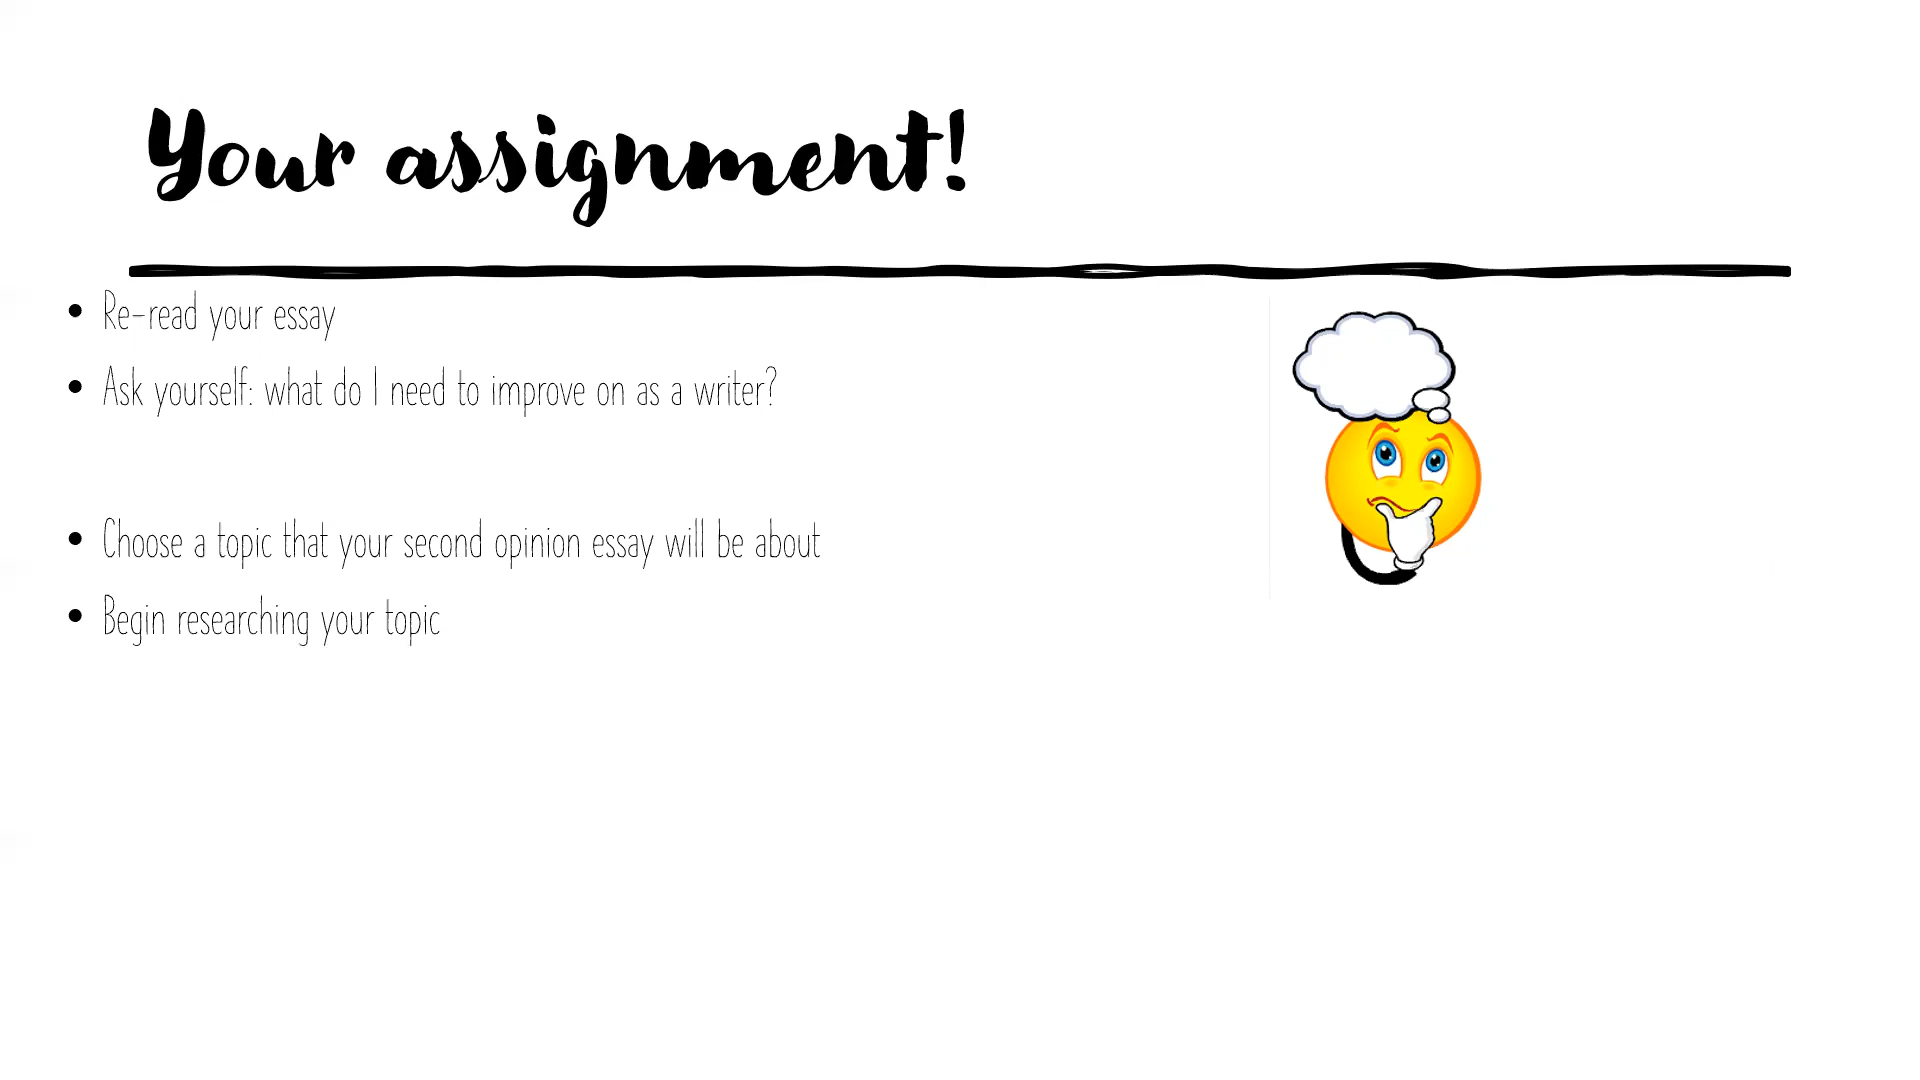 Your assignment!
• Re-read your essay
• Ask yourself: what do I need to improve on as a writer?
• Choose a topic that your second opinion essay will be about
• Begin researching your topic